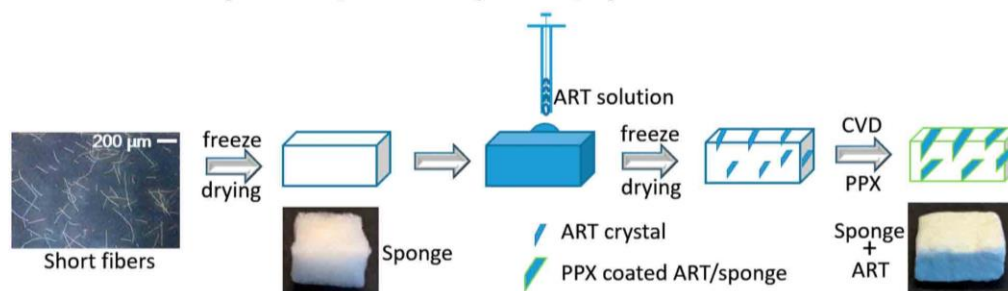 200 µm
Short fibers
freeze
drying
Sponge
ART solution
freeze
drying
ART crystal
PPX coated ART/sponge
CVD
PPX
Sponge
+
ART